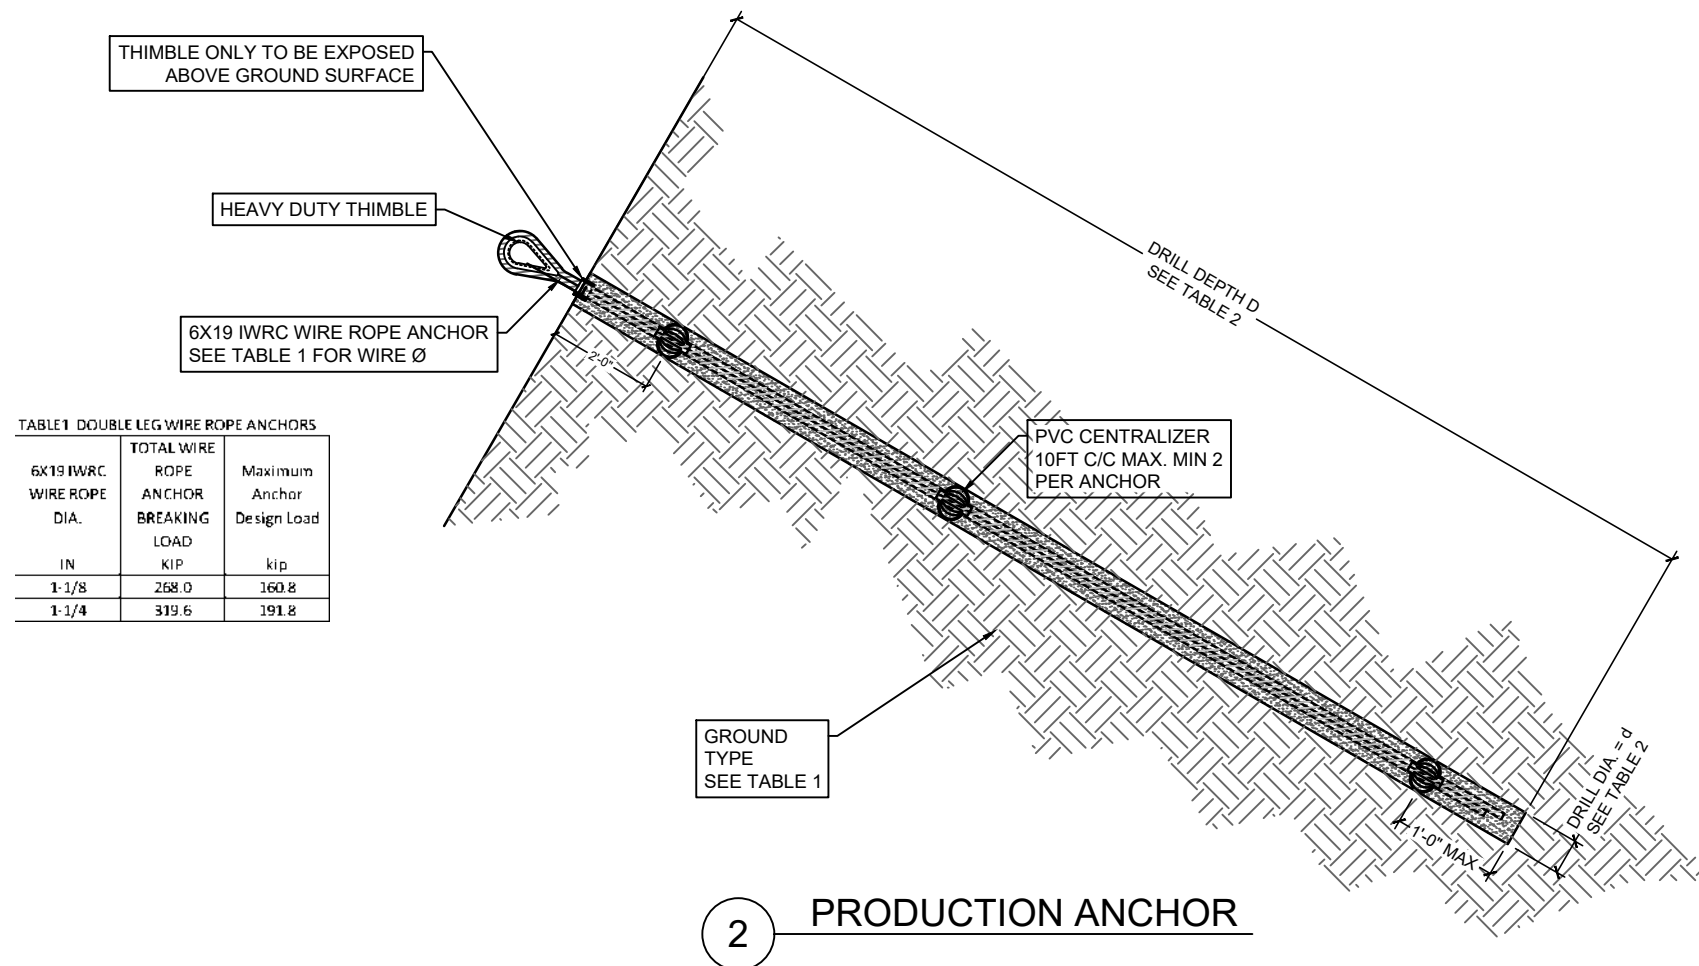 THIMBLE ONLY TO BE EXPOSED
ABOVE GROUND SURFACE
HEAVY DUTY THIMBLE
6X19 IWRC WIRE ROPE ANCHOR
SEE TABLE 1 FOR WIRE Ø
2'-0"
DRILL DEPTH D
SEE TABLE 2
PVC CENTRALIZER
10FT C/C MAX. MIN 2
PER ANCHOR
TABLE1 DOUBLE LEG WIRE ROPE ANCHORS
6X19 IWRC
WIRE ROPE
DIA.
IN
TOTAL WIRE
ROPE
ANCHOR
BREAKING
LOAD
KIP
Maximum
Anchor
Design Load
kip
1-1/8 268.0 160.8
1-1/4 319.6 191.8
GROUND
TYPE
SEE TABLE 1
DRILL DIA. = d
SEE TABLE 2
1'-0" MAX
2 PRODUCTION ANCHOR